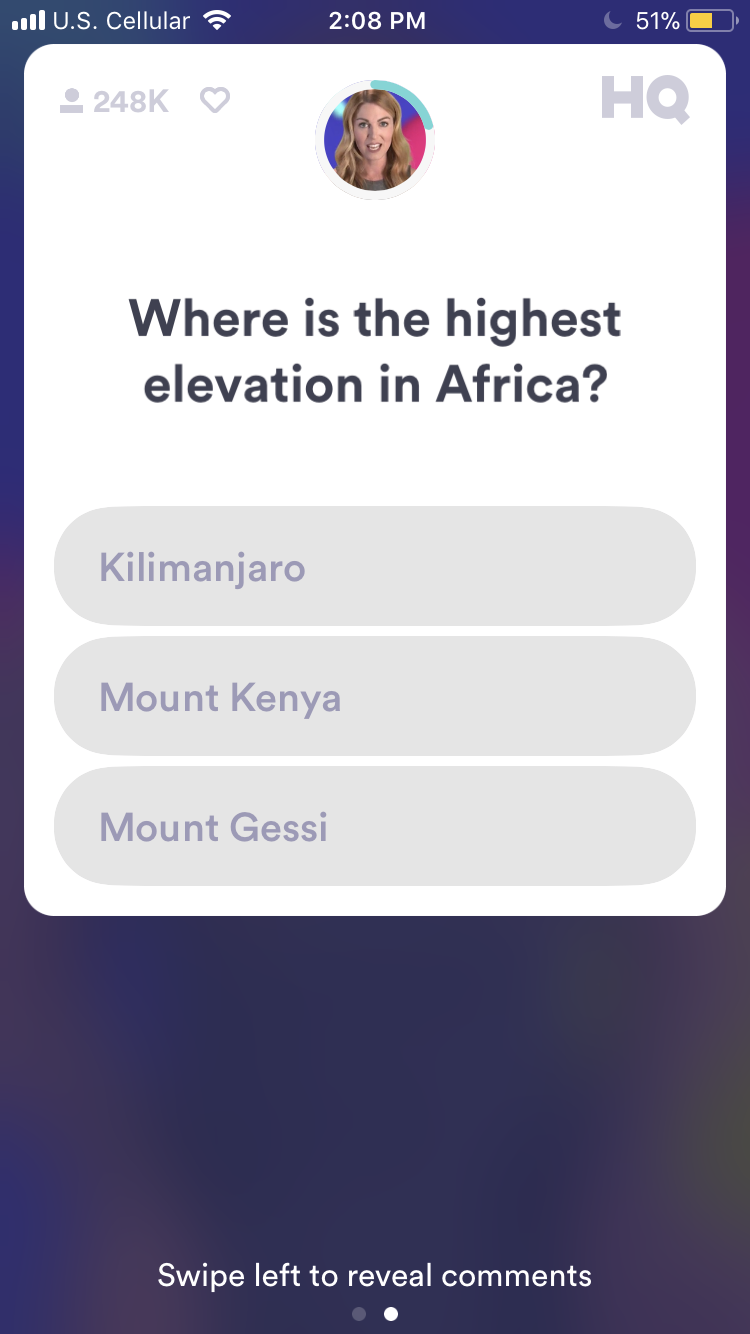 U.S. Cellular 2:08 PM 51%
248K HQ
Where is the highest
elevation in Africa?
Kilimanjaro
Mount Kenya
Mount Gessi
Swipe left to reveal comments